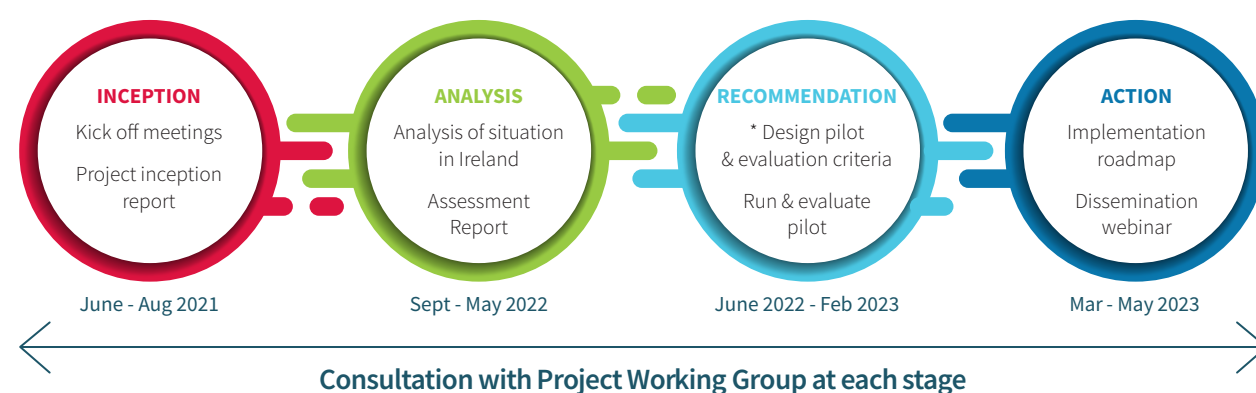 INCEPTION
Kick off meetings
Project inception
report
June - Aug 2021
ANALYSIS
Analysis of situation
in Ireland
Assessment
Report
Sept - May 2022
RECOMMENDATION
* Design pilot
& evaluation criteria
Run & evaluate
pilot
June 2022 - Feb 2023
ACTION
Implementation
roadmap
Dissemination
webinar
Mar - May 2023
Consultation with Project Working Group at each stage